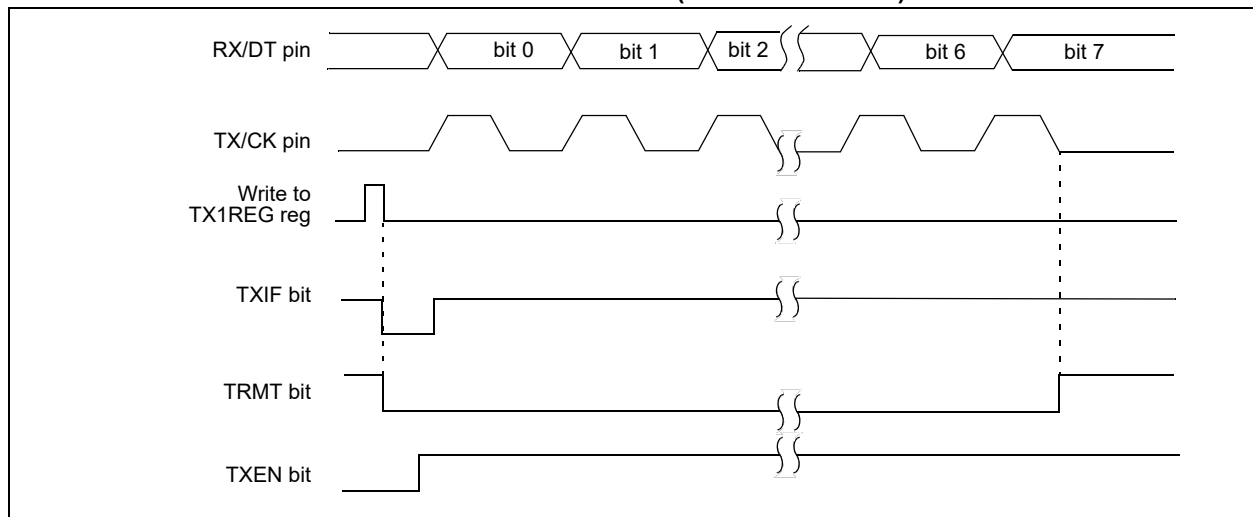 RX/DT pin
bit 0
bit 1
bit 2
bit 6
bit 7
TX/CK pin
Write to
TX1REG reg
TXIF bit
TRMT bit
TXEN bit